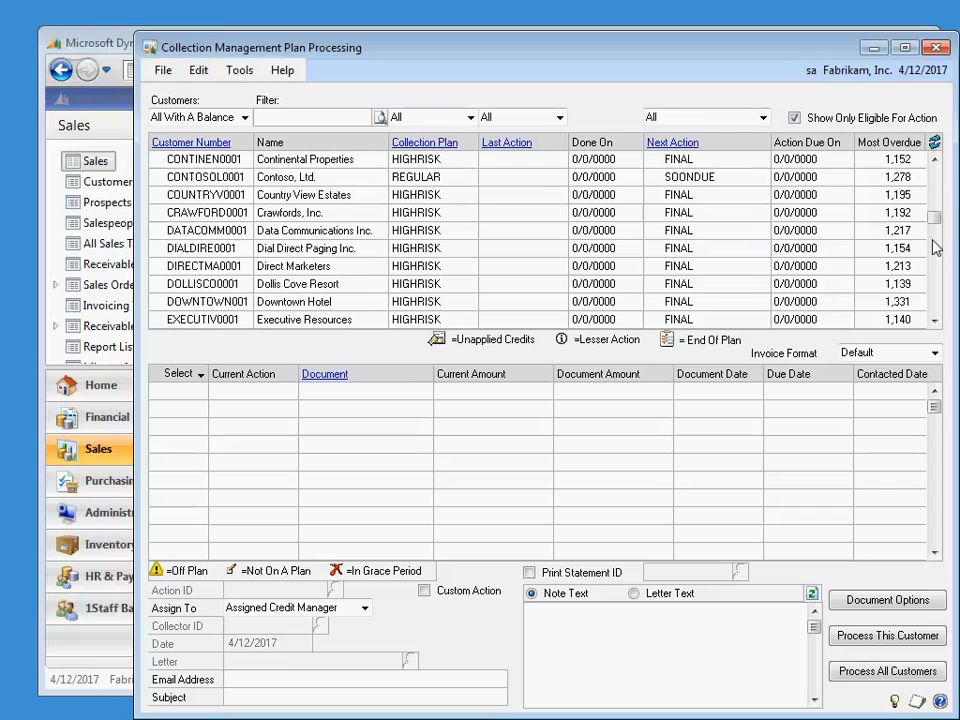 Microsoft Dyn
Collection Management Plan Processing
File Edit Tools Help
sa Fabrikam, Inc. 4/12/2017
Customers: Filter:
All With A Balance All All All Show Only Eligible For Action
Customer Number Name Collection Plan Last Action Done On Next Action Action Due On Most Overdue
CONTINEN0001 Continental Properties HIGHRISK 0/0/0000 FINAL 0/0/0000 1,152
CONTOSOL0001 Contoso, Ltd. REGULAR 0/0/0000 SOONDUE 0/0/0000 1,278
COUNTRYV0001 Country View Estates HIGHRISK 0/0/0000 FINAL 0/0/0000 1,195
CRAWFORD0001 Crawfords, Inc. HIGHRISK 0/0/0000 FINAL 0/0/0000 1,192
DATACOMM0001 Data Communications Inc. HIGHRISK 0/0/0000 FINAL 0/0/0000 1,217
DIALDIRE0001 Dial Direct Paging Inc. HIGHRISK 0/0/0000 FINAL 0/0/0000 1,154
DIRECTMA0001 Direct Marketers HIGHRISK 0/0/0000 FINAL 0/0/0000 1,213
DOLLISCO0001 Dollis Cove Resort HIGHRISK 0/0/0000 FINAL 0/0/0000 1,139
DOWNTOWN0001 Downtown Hotel HIGHRISK 0/0/0000 FINAL 0/0/0000 1,331
EXECUTIV0001 Executive Resources HIGHRISK 0/0/0000 FINAL 0/0/0000 1,140
=Unapplied Credits =Lesser Action = End Of Plan
Invoice Format Default
Select Current Action Document Current Amount Document Amount Document Date Due Date Contacted Date
=Off Plan =Not On A Plan =In Grace Period
Action ID Custom Action
Assign To Assigned Credit Manager
Collector ID
Date 4/12/2017
Letter
Email Address
Subject
Print Statement ID
Note Text Letter Text
Document Options
Process This Customer
Process All Customers
Sales
Sales
Customer
Prospects
Salespeop
All Sales T
Receivable
Sales Orde
Invoicing
Receivable
Report List
Home
Financial
Sales
Purchasin
Administ
Inventory
HR & Pay
1Staff Ba
4/12/2017 Fabri